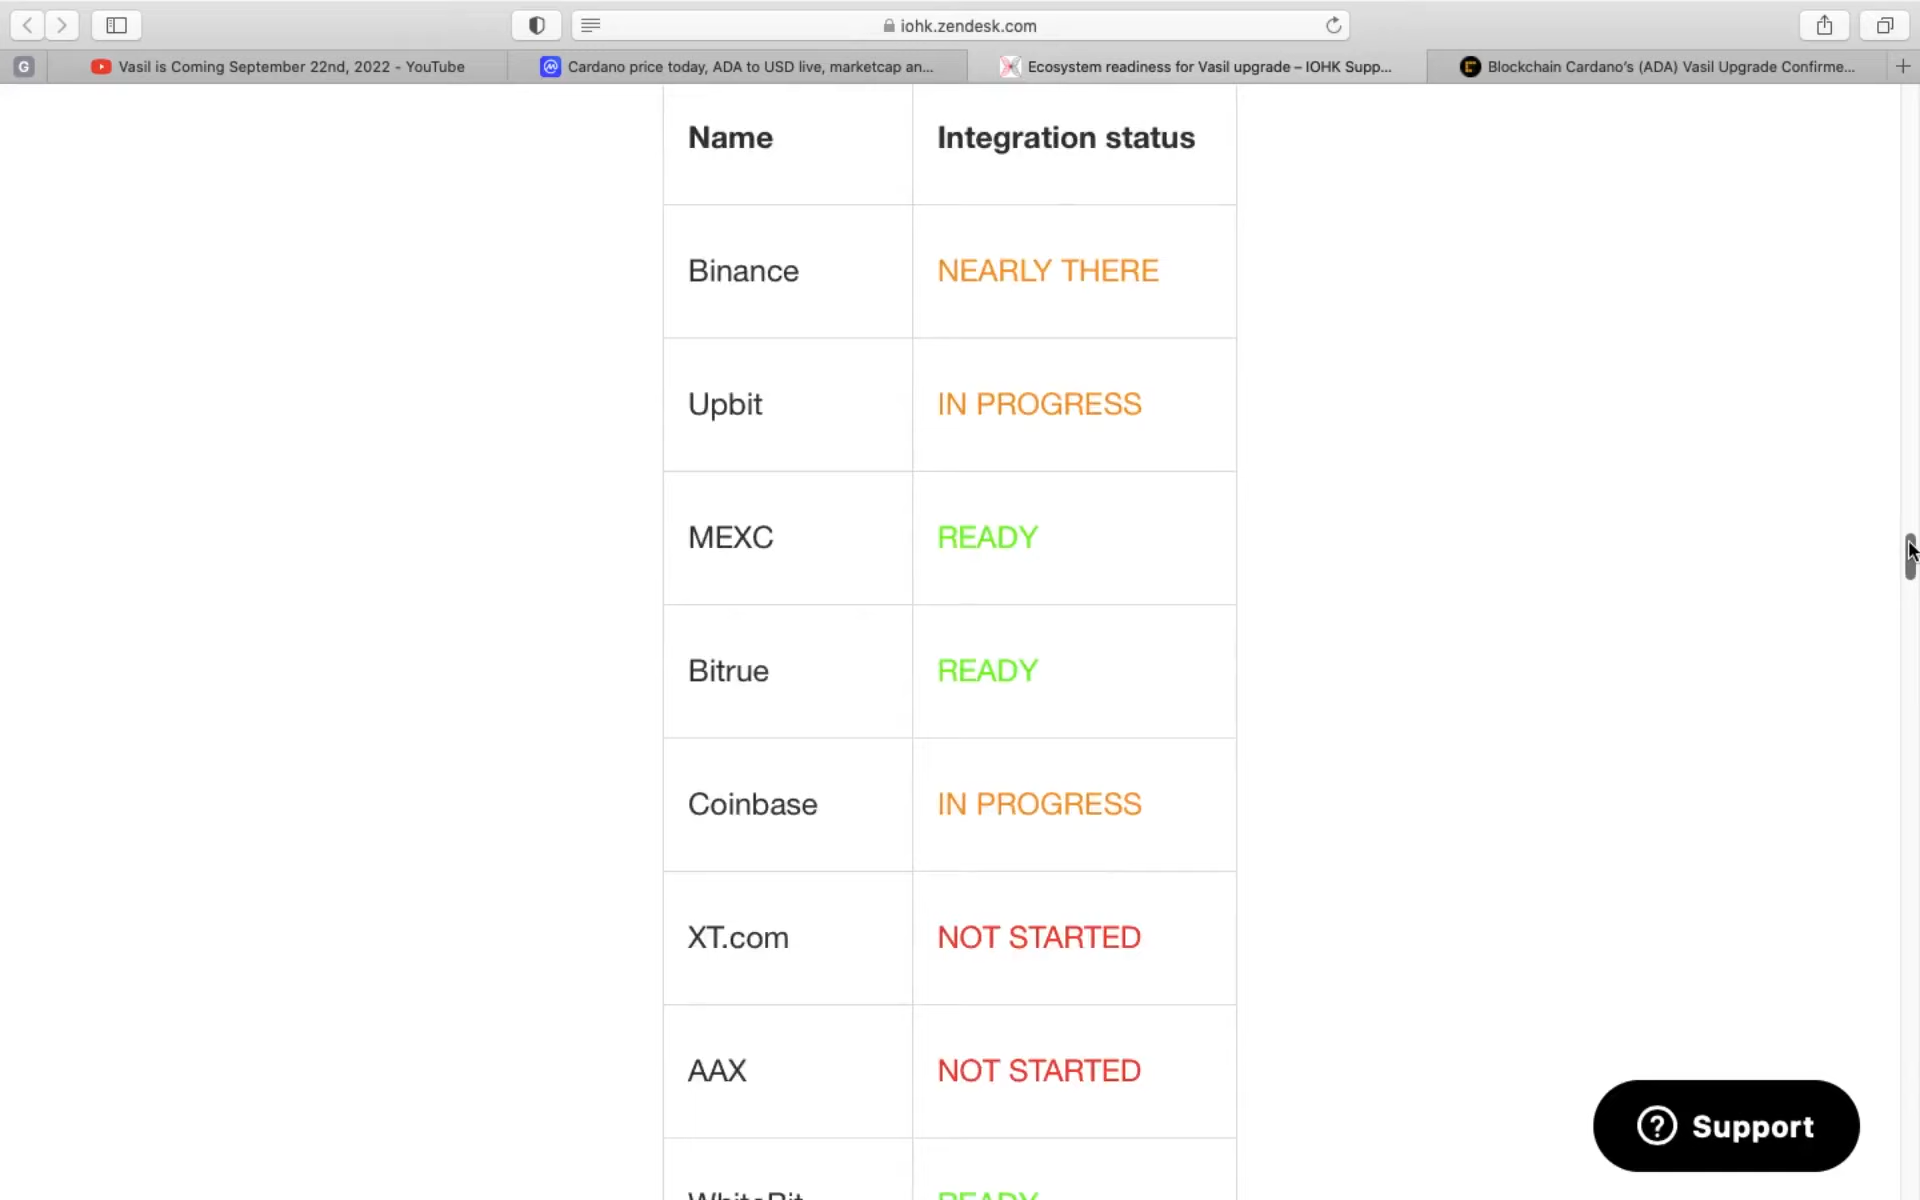 iohk.zendesk.com
G
Vasil is Coming September 22nd, 2022 - YouTube
Cardano price today, ADA to USD live, marketcap an...
Ecosystem readiness for Vasil upgrade – IOHK Supp...
Blockchain Cardano's (ADA) Vasil Upgrade Confirme...
Name Integration status
Binance NEARLY THERE
Upbit IN PROGRESS
MEXC READY
Bitrue READY
Coinbase IN PROGRESS
XT.com NOT STARTED
AAX NOT STARTED
WhiteBit READY
Support